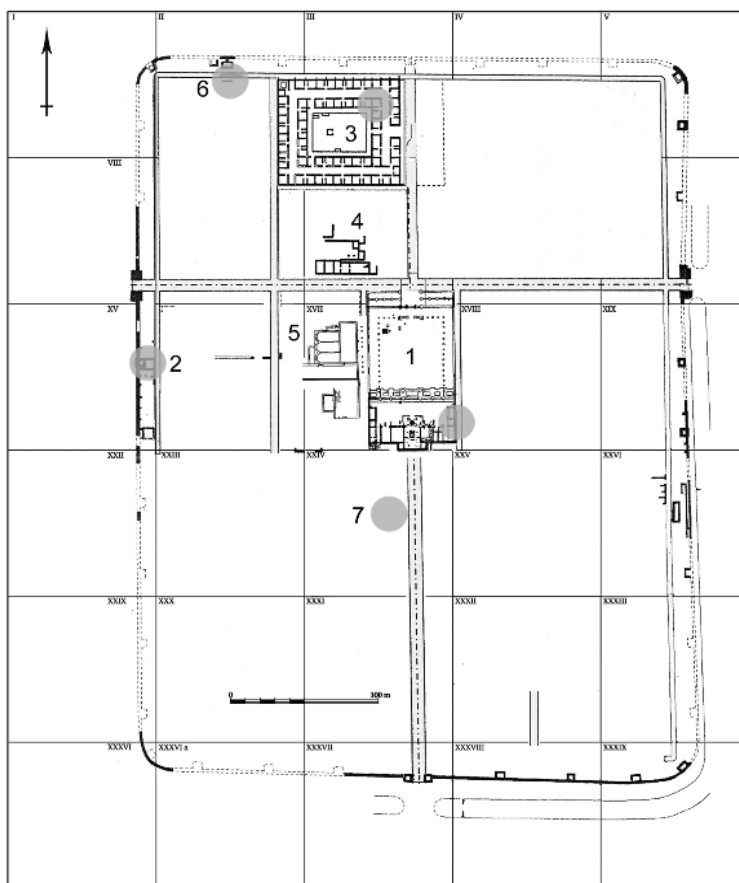 I II III IV V
6
3
VIII
4
XV XVII XVIII XIX
5
1
2
XXII XXIII XXIV XXV XXVI
7
XXIX XXX XXXI XXXII XXXIII
0 100 m
XXXVI XXXVI a XXXVII XXXVIII XXXIX